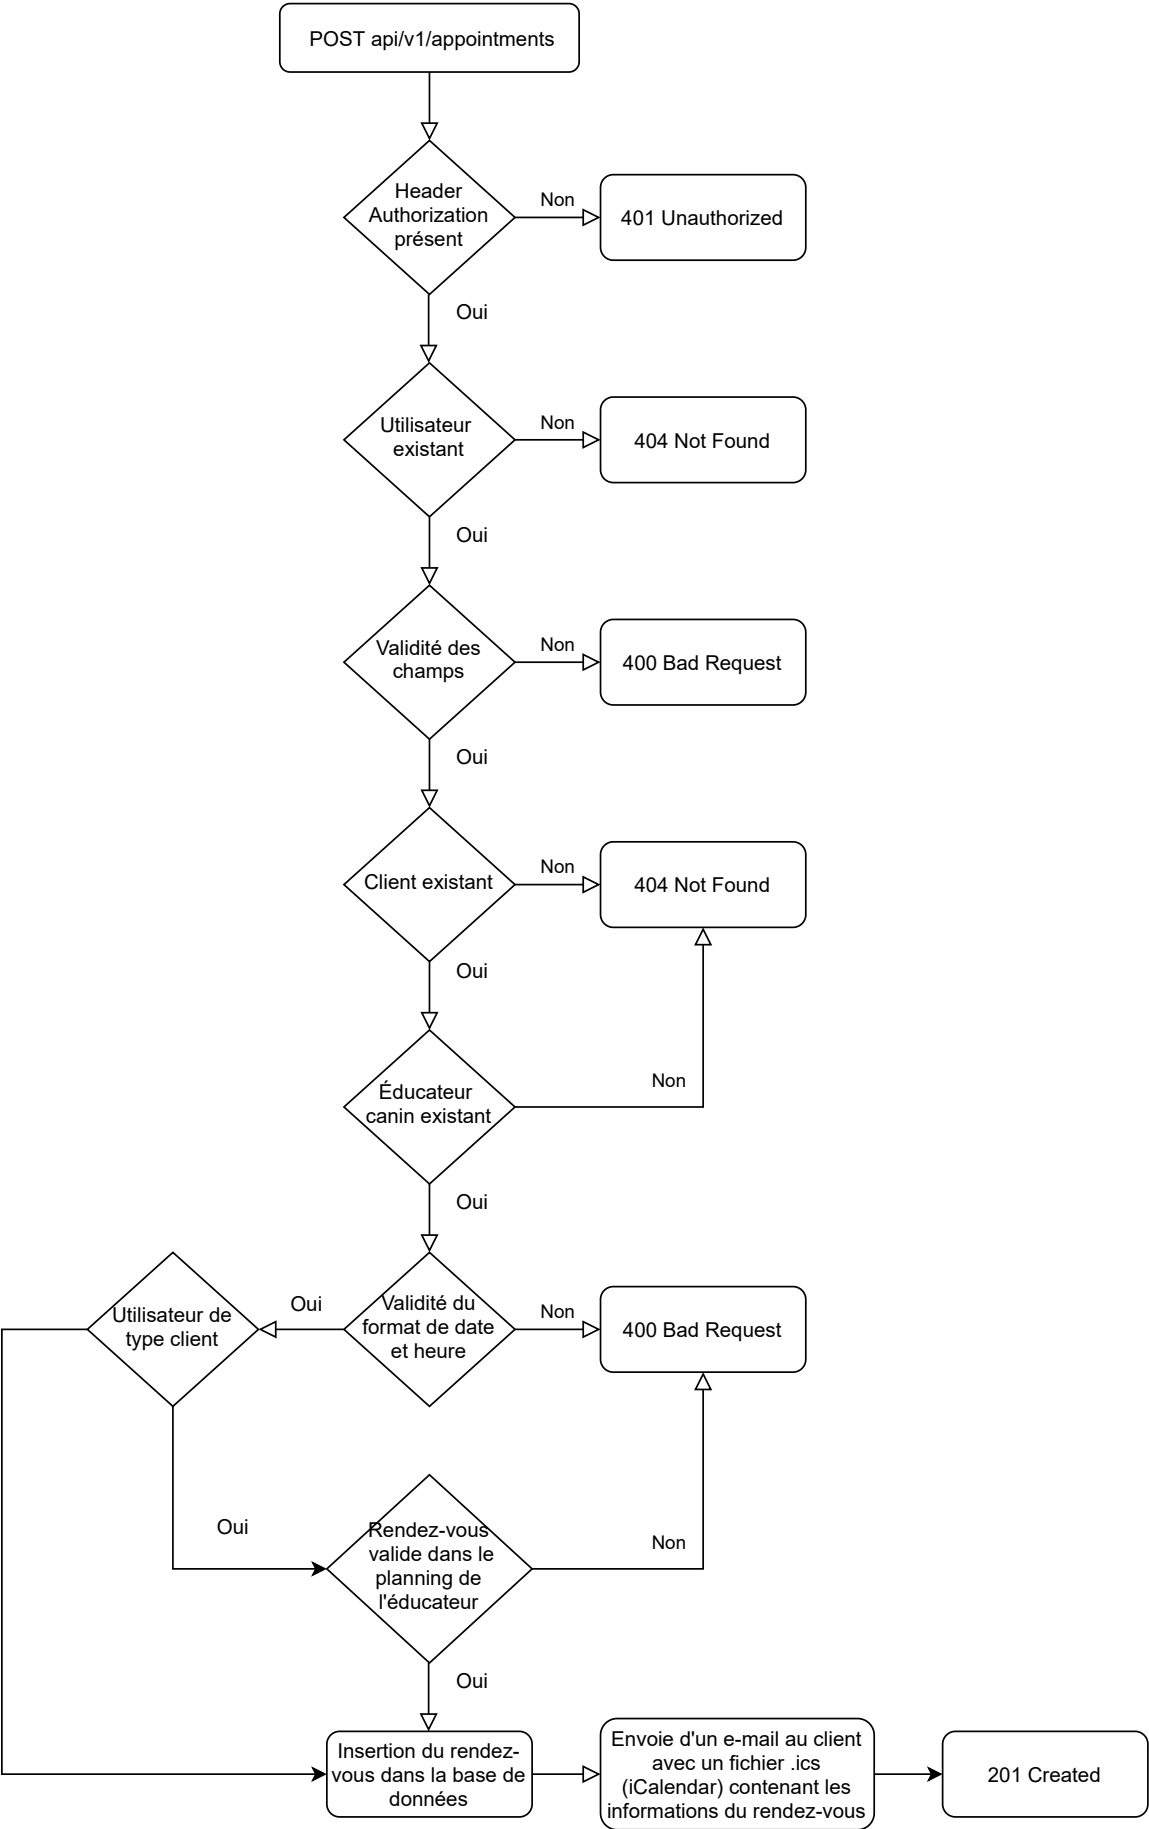 POST api/v1/appointments
Header
Authorization
présent
Non
401 Unauthorized
Oui
Utilisateur
existant
Non
404 Not Found
Oui
Validité des
champs
Non
400 Bad Request
Oui
Client existant
Non
404 Not Found
Oui
Éducateur
canin existant
Non
Oui
Utilisateur de
type client
Oui
Validité du
format de date
et heure
Non
400 Bad Request
Oui
Rendez-vous
valide dans le
planning de
l'éducateur
Non
Oui
Insertion du rendez-
vous dans la base de
données
Envoie d'un e-mail au client
avec un fichier .ics
(iCalendar) contenant les
informations du rendez-vous
201 Created